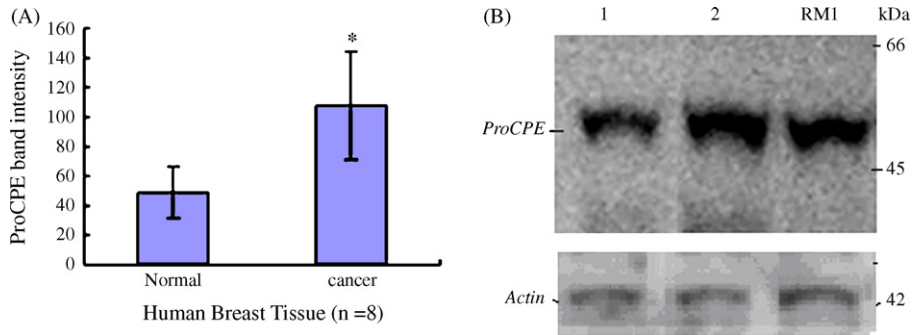 (A)
ProCPE band intensity
160
140
120
100
80
60
40
20
0
*
Normal
cancer
Human Breast Tissue (n =8)
(B)
1 2 RM1 kDa
66
ProCPE
45
Actin
42